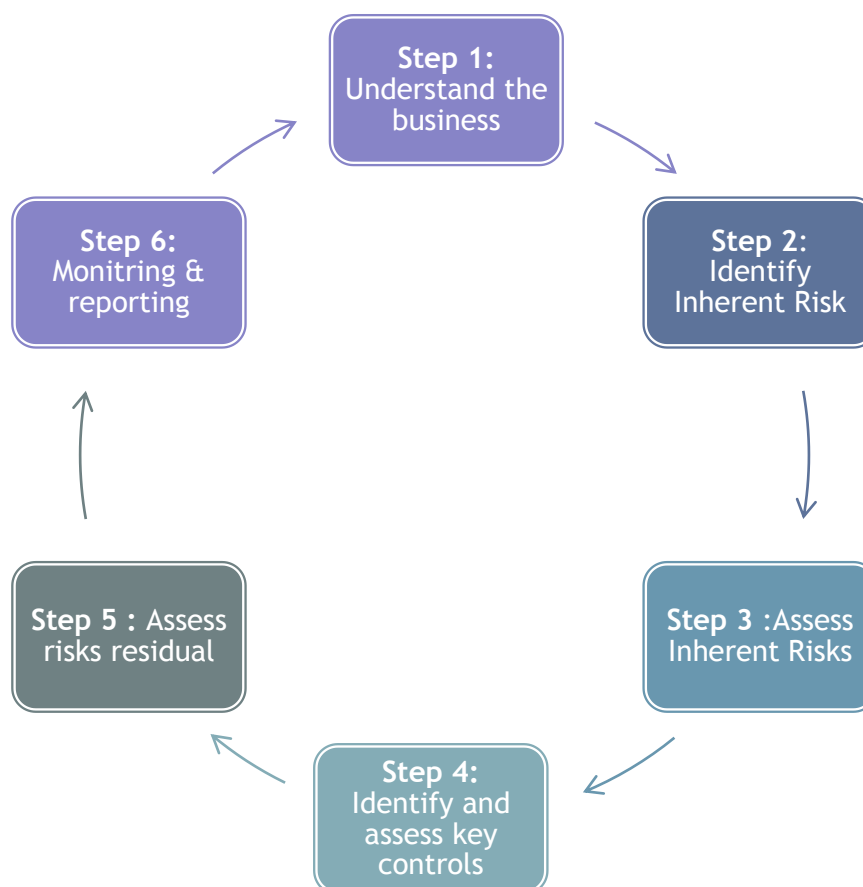 Step 1:
Understand the
business
Step 2:
Identify
Inherent Risk
Step 3 :Assess
Inherent Risks
Step 4:
Identify and
assess key
controls
Step 5 : Assess
risks residual
Step 6:
Monitring &
reporting